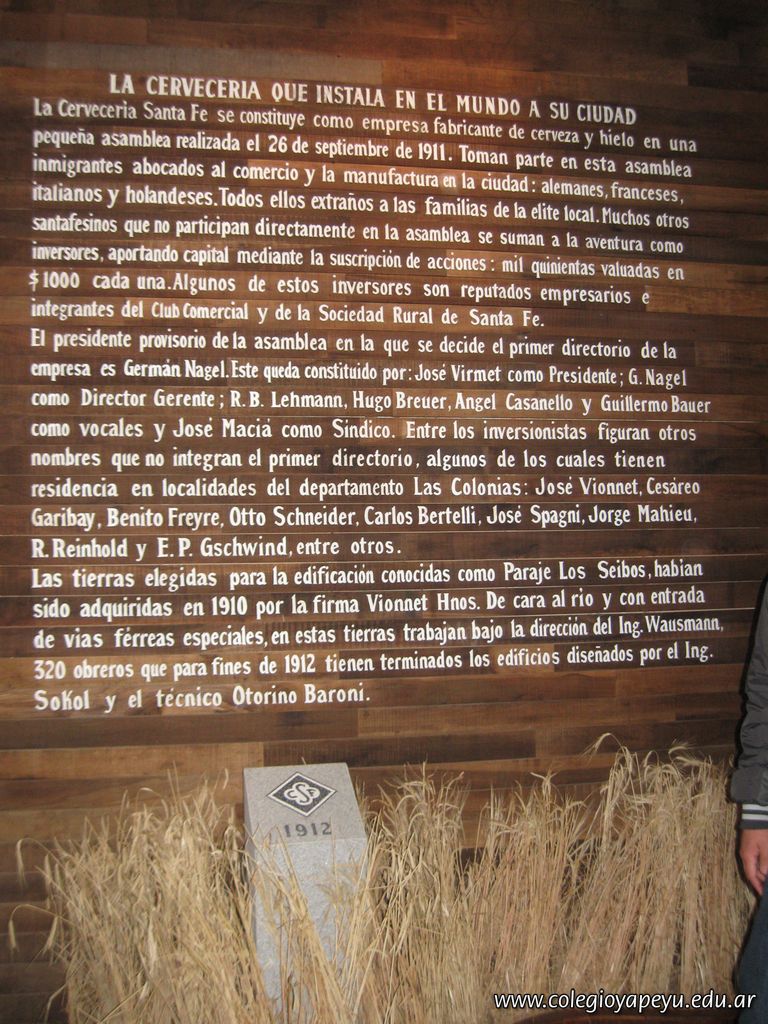 LA CERVECERIA QUE INSTALA EN EL MUNDO A SU CIUDAD
La Cerveceria Santa Fe se constituye como empresa fabricante de cerveza y hielo en una
pequeña asamblea realizada el 26 de septiembre de 1911. Toman parte en esta asamblea
inmigrantes abocados al comercio y la manufactura en la ciudad: alemanes, franceses,
italianos y holandeses. Todos ellos extraños a las familias de la elite local. Muchos otros
santafesinos que no participan directamente en la asamblea se suman a la aventura como
inversores, aportando capital mediante la suscripción de acciones: mil quinientas valuadas en
$1000 cada una. Algunos de estos inversores son reputados empresarios e
integrantes del Club Comercial y de la Sociedad Rural de Santa Fe.
El presidente provisorio de la asamblea en la que se decide el primer directorio de la
empresa es Germán Nagel. Este queda constituido por: José Virmet como Presidente; G. Nagel
como Director Gerente; R.B. Lehmann, Hugo Breuer, Angel Casanello y Guillermo Bauer
como vocales y José Maciá como Síndico. Entre los inversionistas figuran otros
nombres que no integran el primer directorio, algunos de los cuales tienen
residencia en localidades del departamento Las Colonias: José Vionnet, Cesáreo
Garibay, Benito Freyre, Otto Schneider, Carlos Bertelli, José Spagni, Jorge Mahieu,
R. Reinhold y E.P. Gschwind, entre otros.
Las tierras elegidas para la edificación conocidas como Paraje Los Seibos, habían
sido adquiridas en 1910 por la firma Vionnet Hnos. De cara al río y con entrada
de vías férreas especiales, en estas tierras trabajan bajo la dirección del Ing. Wausmann,
320 obreros que para fines de 1912 tienen terminados los edificios diseñados por el Ing.
Sokol y el técnico Otorino Baroni.
CSF
1912
www.colegioyapeyu.edu.ar